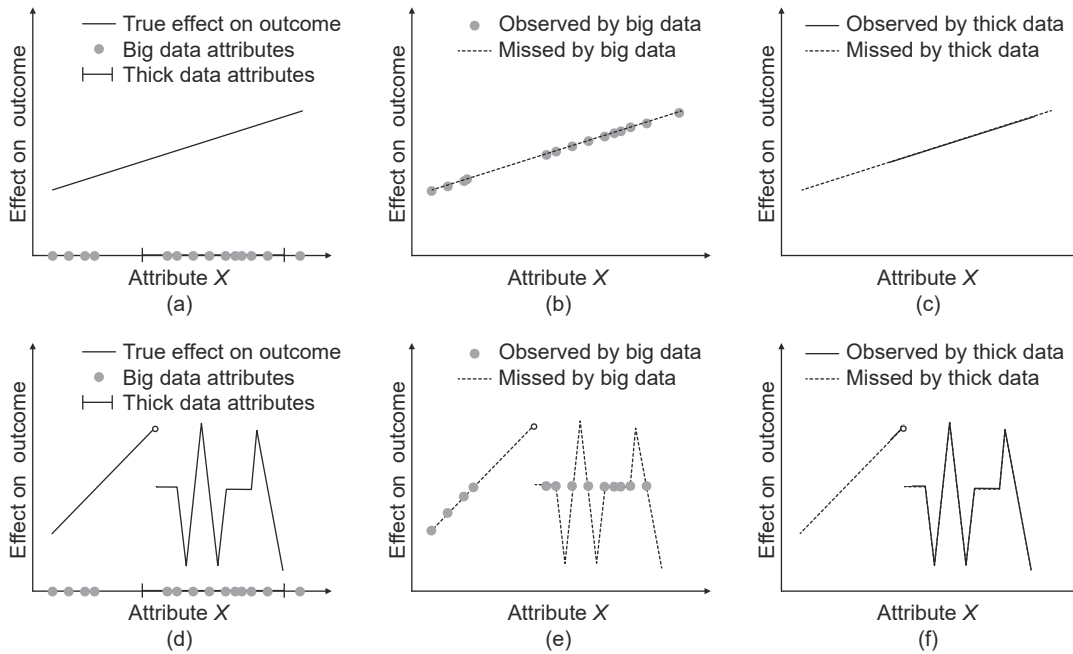 True effect on outcome
Big data attributes
Thick data attributes
Effect on outcome
Attribute X
(a)
Observed by big data
Missed by big data
Effect on outcome
Attribute X
(b)
Observed by thick data
Missed by thick data
Effect on outcome
Attribute X
(c)
True effect on outcome
Big data attributes
Thick data attributes
Effect on outcome
Attribute X
(d)
Observed by big data
Missed by big data
Effect on outcome
Attribute X
(e)
Observed by thick data
Missed by thick data
Effect on outcome
Attribute X
(f)